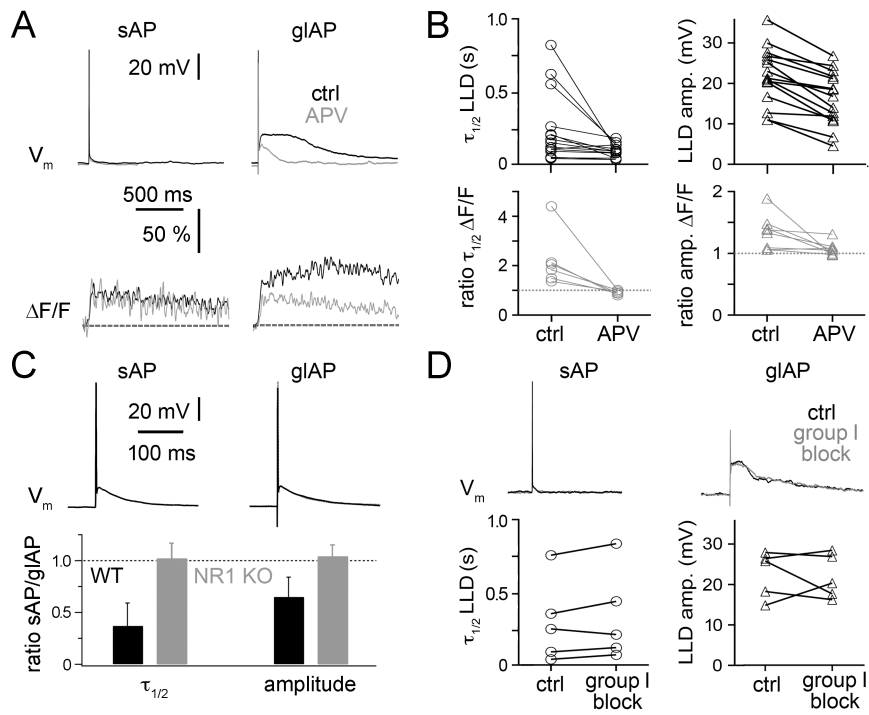 A
sAP
glAP
20 mV
ctrl
APV
Vm
500 ms
50 %
ΔF/F
B
1.0
0.5
0
τ1/2 LLD (s)
30
20
10
0
LLD amp. (mV)
4
2
0
ratio τ1/2 ΔF/F
ctrl
APV
2
1
0
ratio amp. ΔF/F
ctrl
APV
C
sAP
glAP
20 mV
100 ms
Vm
1.0
0.5
0
ratio sAP/glAP
WT
NR1 KO
τ1/2
amplitude
D
sAP
glAP
ctrl
group I
block
Vm
1.0
0.5
0
τ1/2 LLD (s)
ctrl
group I
block
30
20
10
0
LLD amp. (mV)
ctrl
group I
block